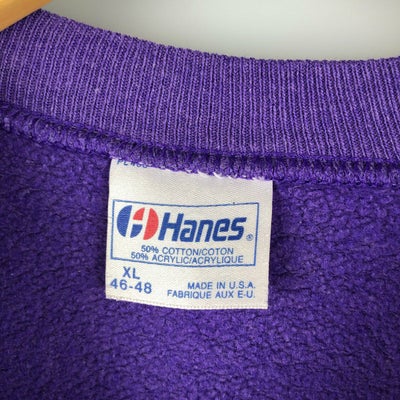 Hanes®
50% COTTON/COTON
50% ACRYLIC/ACRYLIQUE
XL
46-48
MADE IN U.S.A.
FABRIQUE AUX E-U.